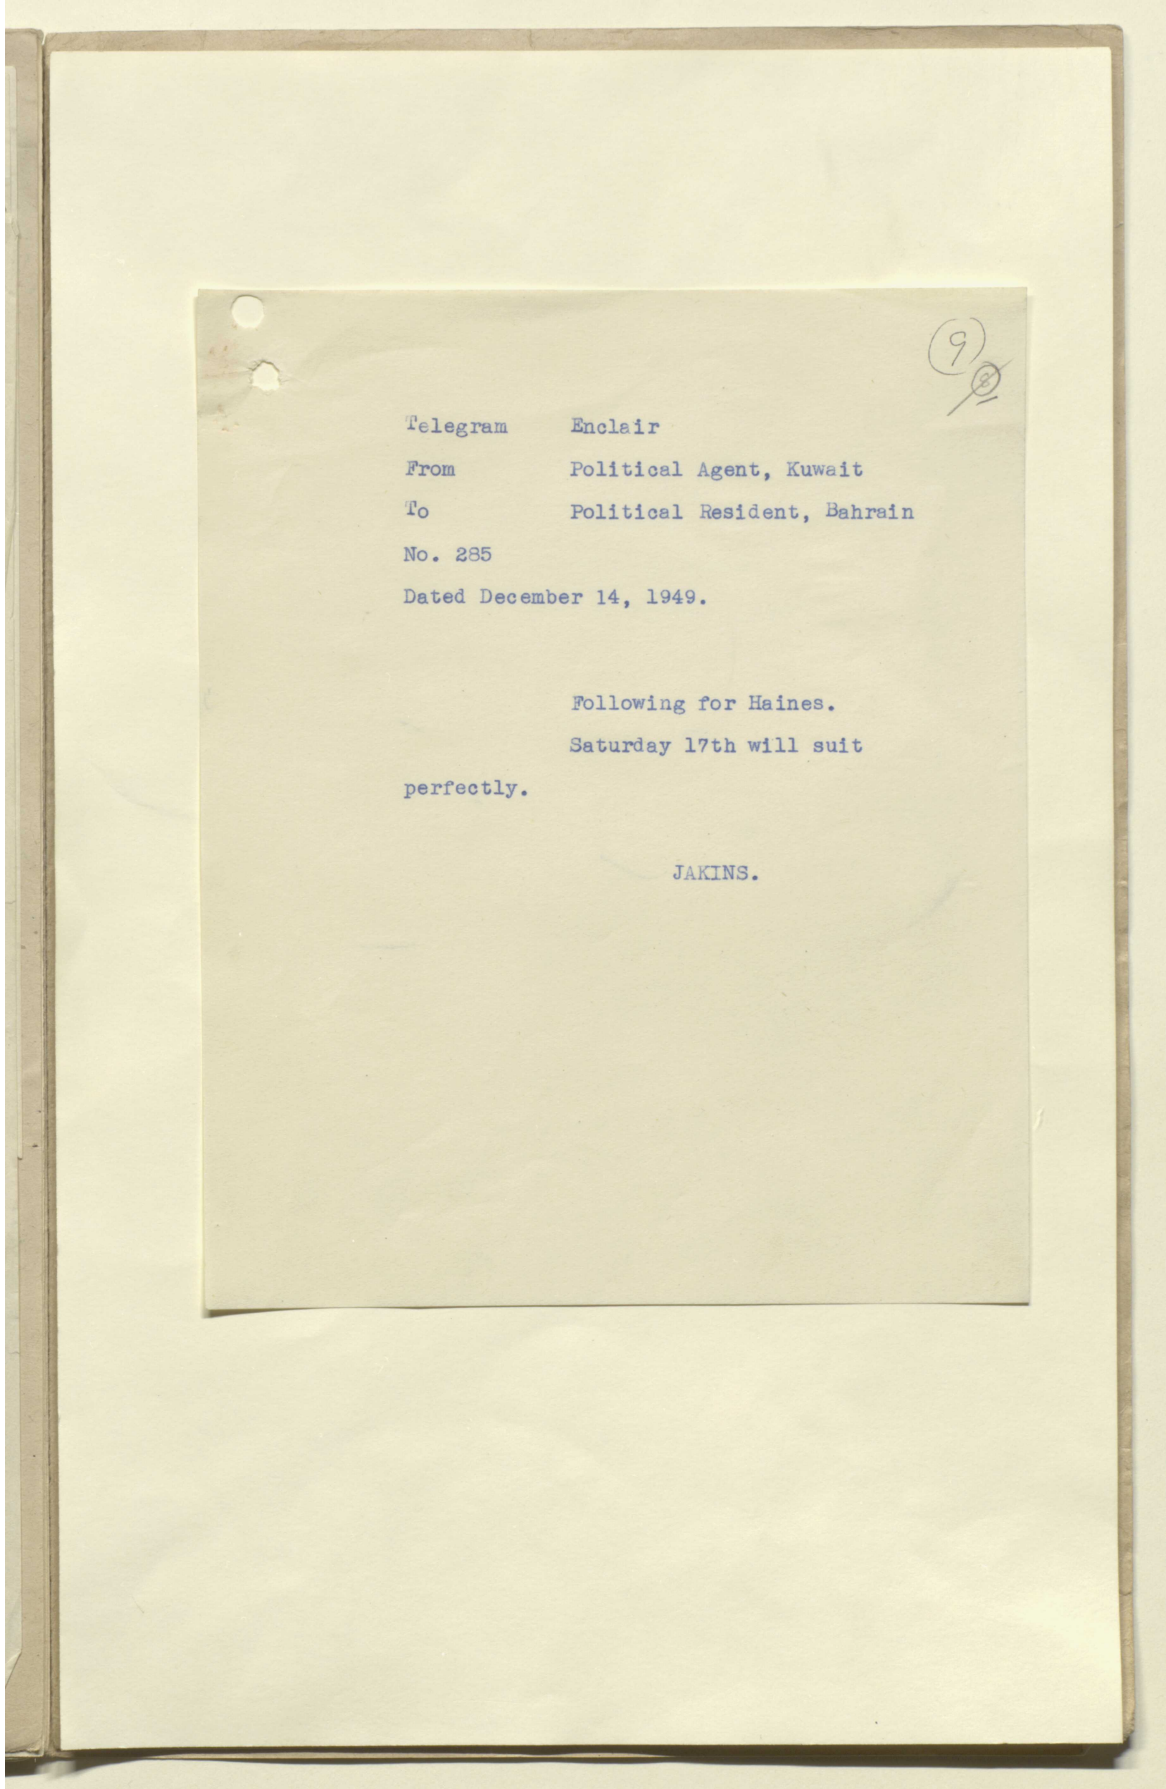 9
8
Telegram Enclair
From Political Agent, Kuwait
To Political Resident, Bahrain
No. 285
Dated December 14, 1949.
Following for Haines.
Saturday 17th will suit
perfectly.
JAKINS.